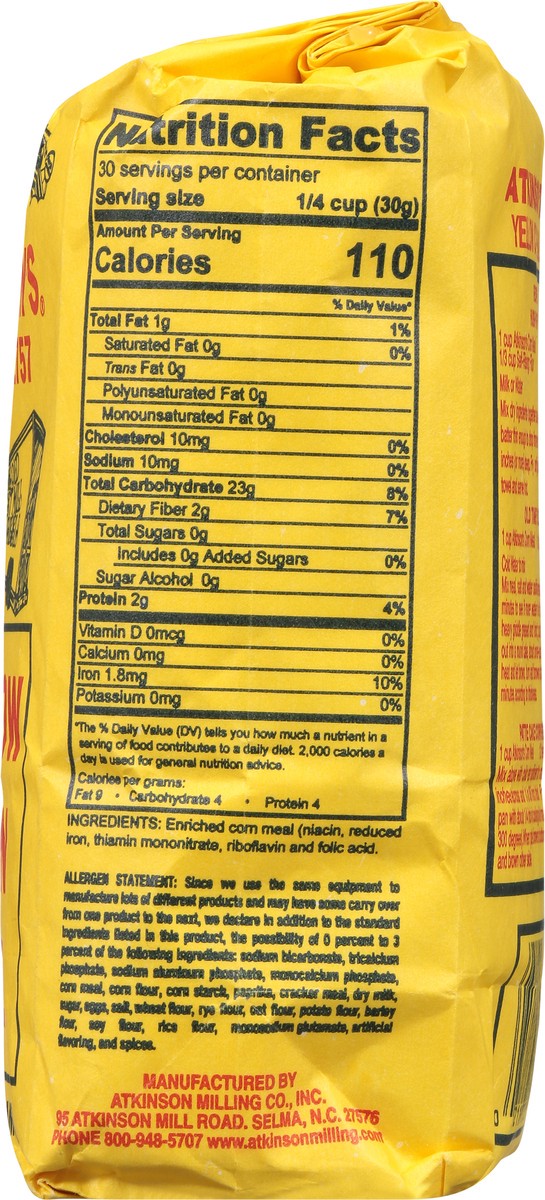 Nutrition Facts
30 servings per container
Serving size 1/4 cup (30g)
Amount Per Serving
Calories 110
% Daily Value*
Total Fat 1g 1%
Saturated Fat 0g 0%
Trans Fat 0g
Polyunsaturated Fat 0g
Monounsaturated Fat 0g
Cholesterol 10mg 0%
Sodium 10mg 0%
Total Carbohydrate 23g 8%
Dietary Fiber 2g 7%
Total Sugars 0g
Includes 0g Added Sugars 0%
Sugar Alcohol 0g
Protein 2g 4%
Vitamin D 0mcg 0%
Calcium 0mg 0%
Iron 1.8mg 10%
Potassium 0mg 0%
*The % Daily Value (DV) tells you how much a nutrient in a
serving of food contributes to a daily diet. 2,000 calories a
day is used for general nutrition advice.
Calories per grams:
Fat 9 • Carbohydrate 4 • Protein 4
INGREDIENTS: Enriched corn meal (niacin, reduced
iron, thiamin mononitrate, riboflavin and folic acid.
ALLERGEN STATEMENT: Since we use the same equipment to
manufacture lots of different products and may have some carry over
from one product to the next, we declare in addition to the standard
ingredients listed in this product, the possibility of 0 percent to 3
percent of the following ingredients: sodium bicarbonate, tricalcium
phosphate, sodium aluminum phosphate, monocalcium phosphate,
corn meal, corn flour, corn starch, paprika, cracker meal, dry milk,
sugar, eggs, salt, wheat flour, rye flour, oat flour, potato flour, barley
flour, soy flour, rice flour, monosodium glutamate, artificial
flavoring, and spices.
MANUFACTURED BY
ATKINSON MILLING CO., INC.
95 ATKINSON MILL ROAD. SELMA, N.C. 27576
PHONE 800-948-5707 www.atkinsonmilling.com